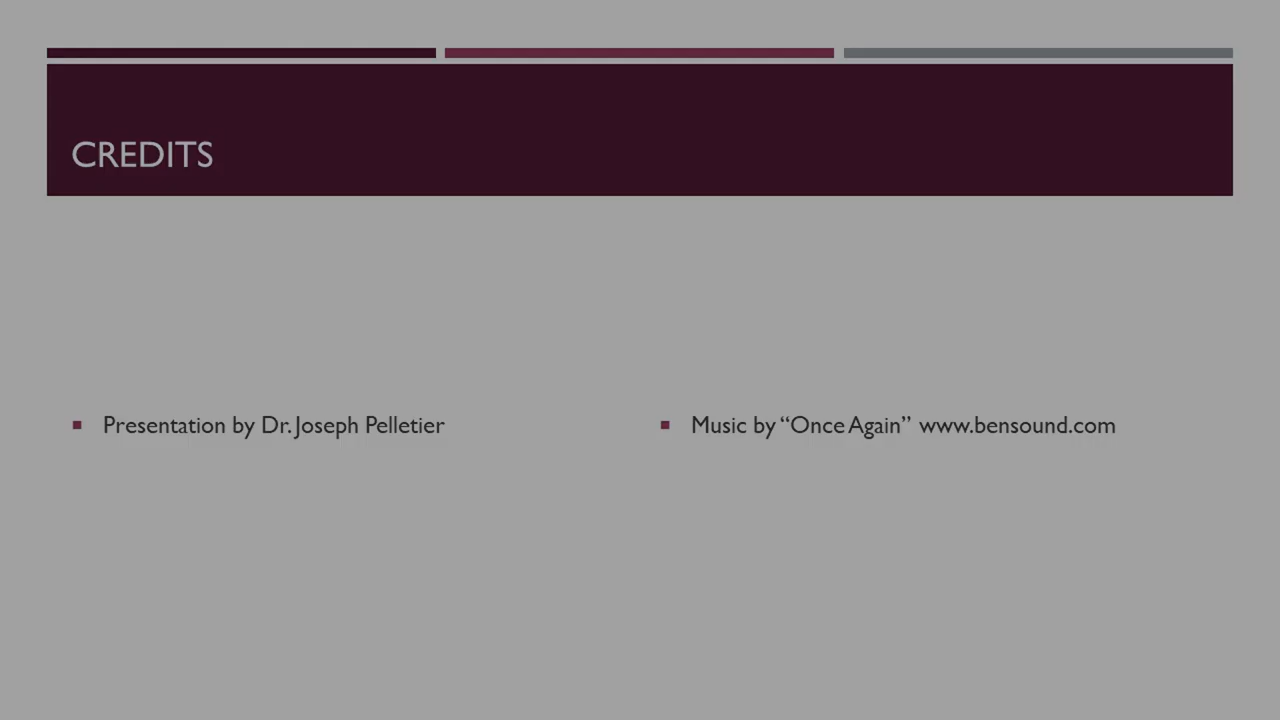 CREDITS
Presentation by Dr. Joseph Pelletier
Music by “Once Again” www.bensound.com